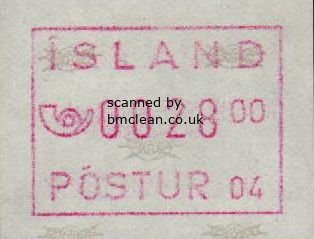 ÍSLAND
scanned by
0028 00
bmclean.co.uk
PÓSTUR 04